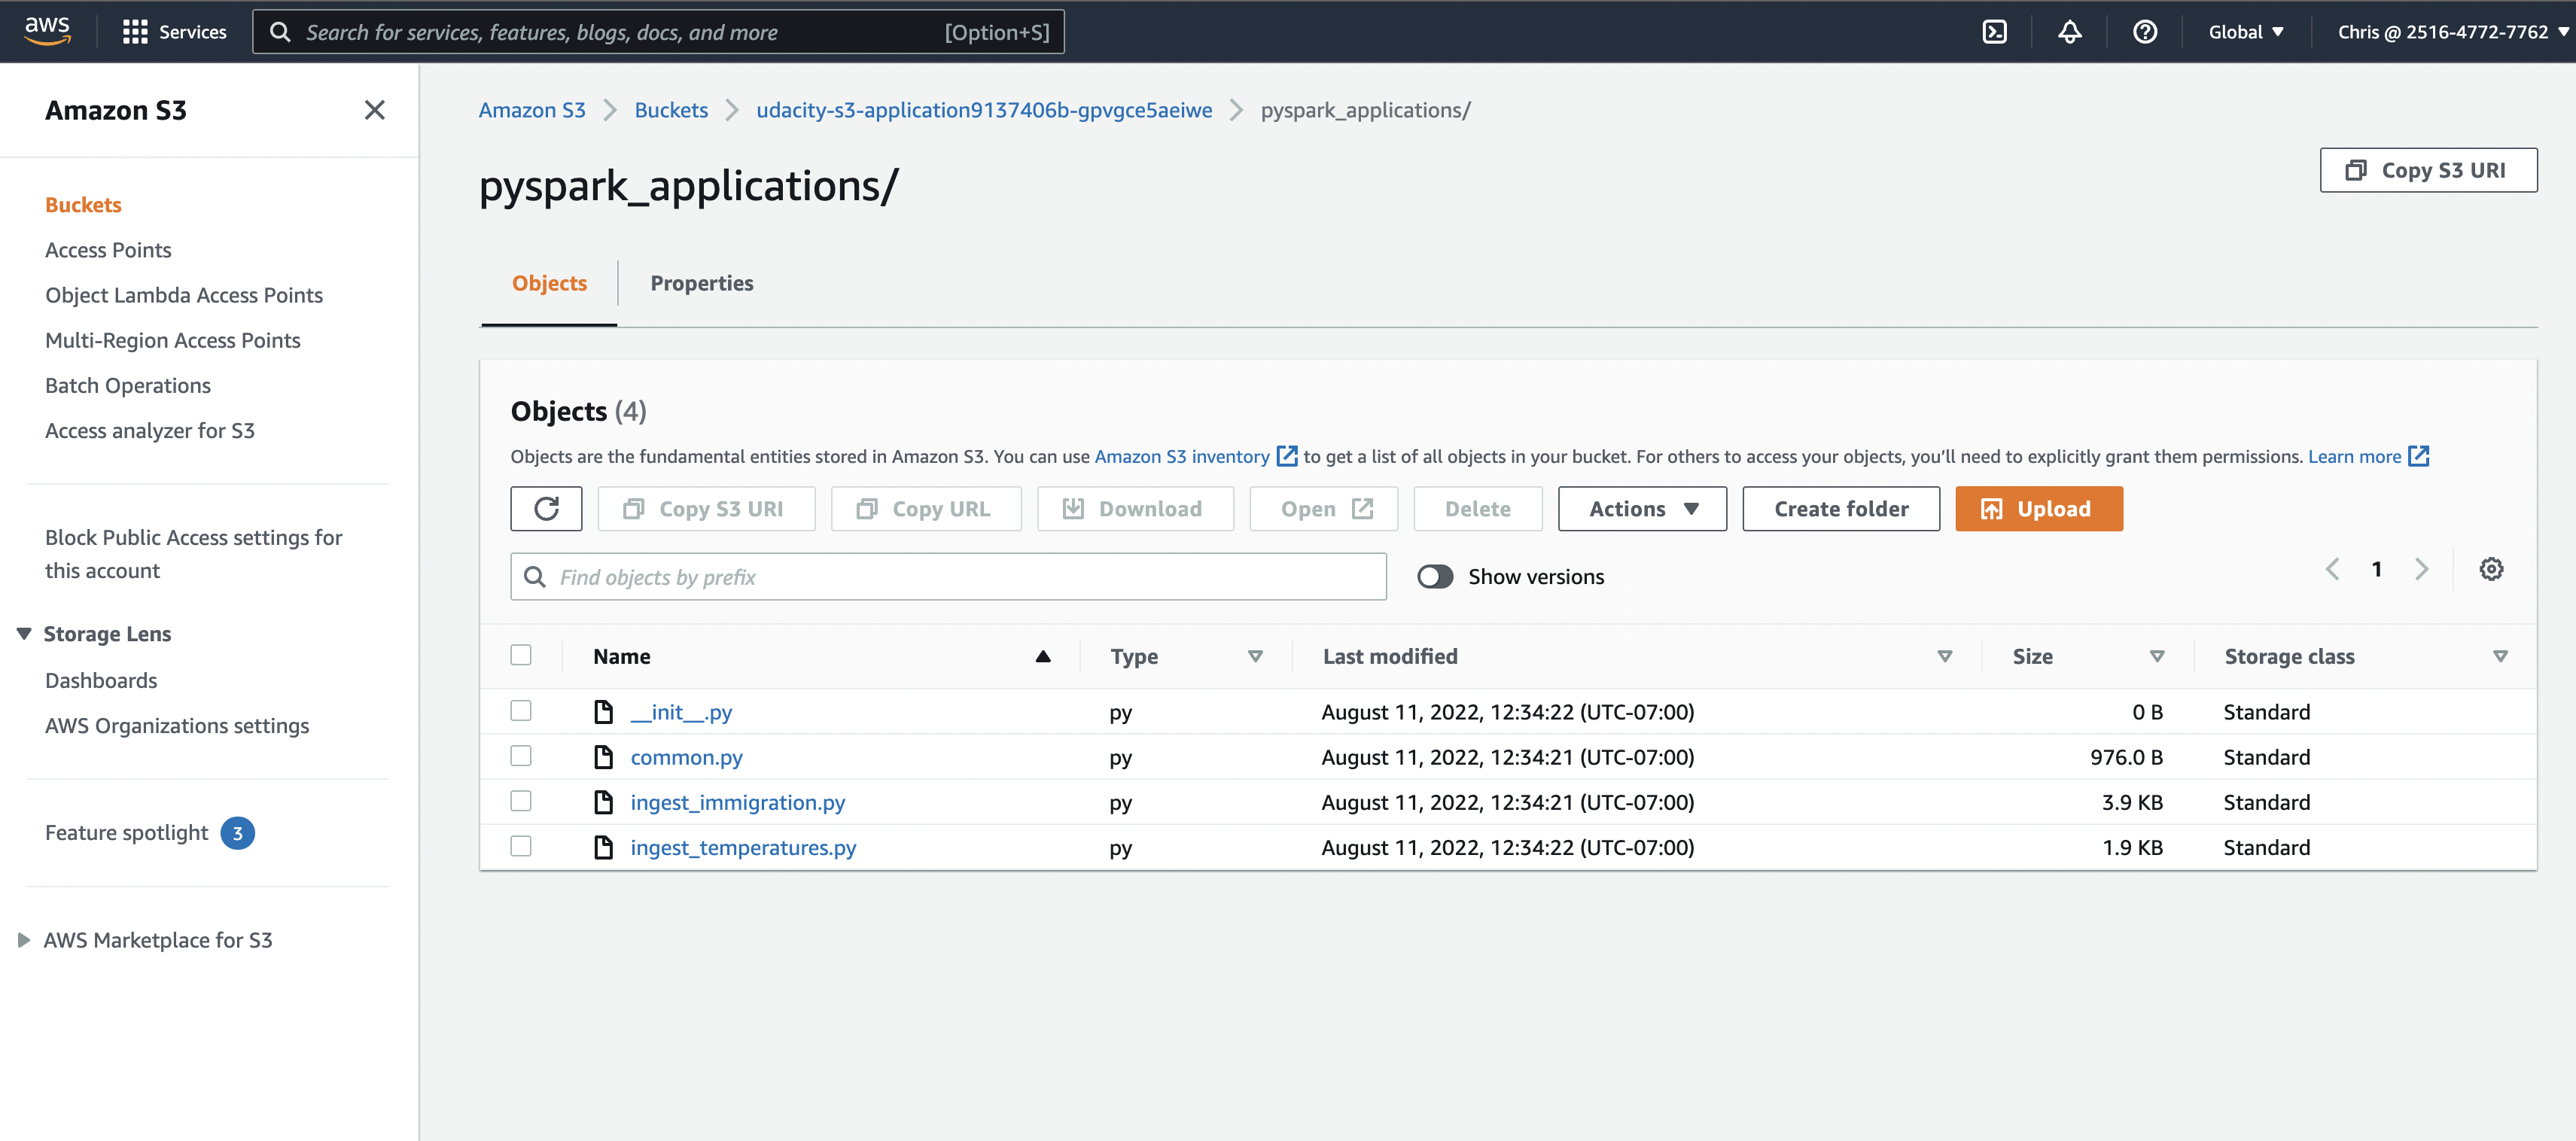 aws
Services
Search for services, features, blogs, docs, and more [Option+S]
Global
Chris @ 2516-4772-7762
Amazon S3
Buckets
Access Points
Object Lambda Access Points
Multi-Region Access Points
Batch Operations
Access analyzer for S3
Block Public Access settings for
this account
Storage Lens
Dashboards
AWS Organizations settings
Feature spotlight 3
AWS Marketplace for S3
Amazon S3 Buckets udacity-s3-application9137406b-gpvgce5aeiwe pyspark_applications/
pyspark_applications/
Copy S3 URI
Objects Properties
Objects (4)
Objects are the fundamental entities stored in Amazon S3. You can use Amazon S3 inventory to get a list of all objects in your bucket. For others to access your objects, you'll need to explicitly grant them permissions. Learn more
Copy S3 URI Copy URL Download Open Delete Actions Create folder Upload
Find objects by prefix Show versions 1
Name Type Last modified Size Storage class
__init__.py py August 11, 2022, 12:34:22 (UTC-07:00) 0 B Standard
common.py py August 11, 2022, 12:34:21 (UTC-07:00) 976.0 B Standard
ingest_immigration.py py August 11, 2022, 12:34:21 (UTC-07:00) 3.9 KB Standard
ingest_temperatures.py py August 11, 2022, 12:34:22 (UTC-07:00) 1.9 KB Standard